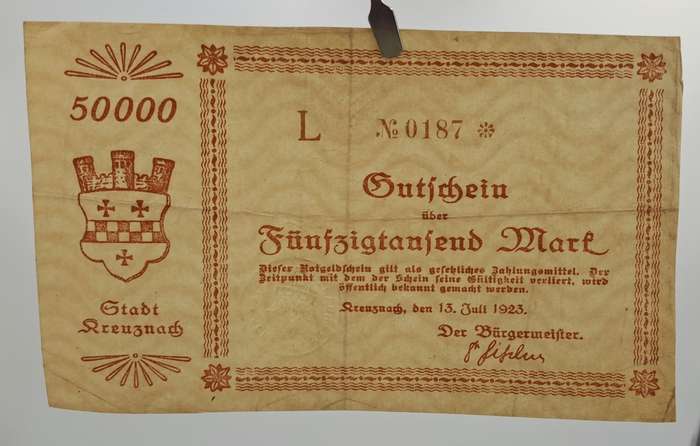 50000
Stadt
Kreuznach
L № 0187 ❊
Gutschein
über
Fünfzigtausend Mark
Dieser Notgeldschein gilt als gesetzliches Zahlungsmittel. Der
Zeitpunkt mit dem der Schein seine Gültigkeit verliert, wird
öffentlich bekannt gemacht werden.
Kreuznach, den 13. Juli 1923.
Der Bürgermeister.